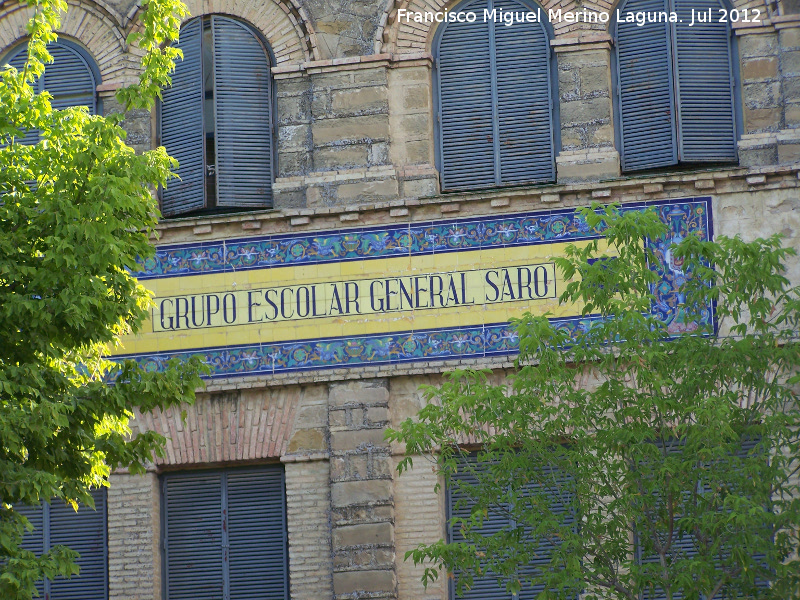 Francisco Miguel Merino Laguna. Jul 2012
GRUPO ESCOLAR GENERAL SARO